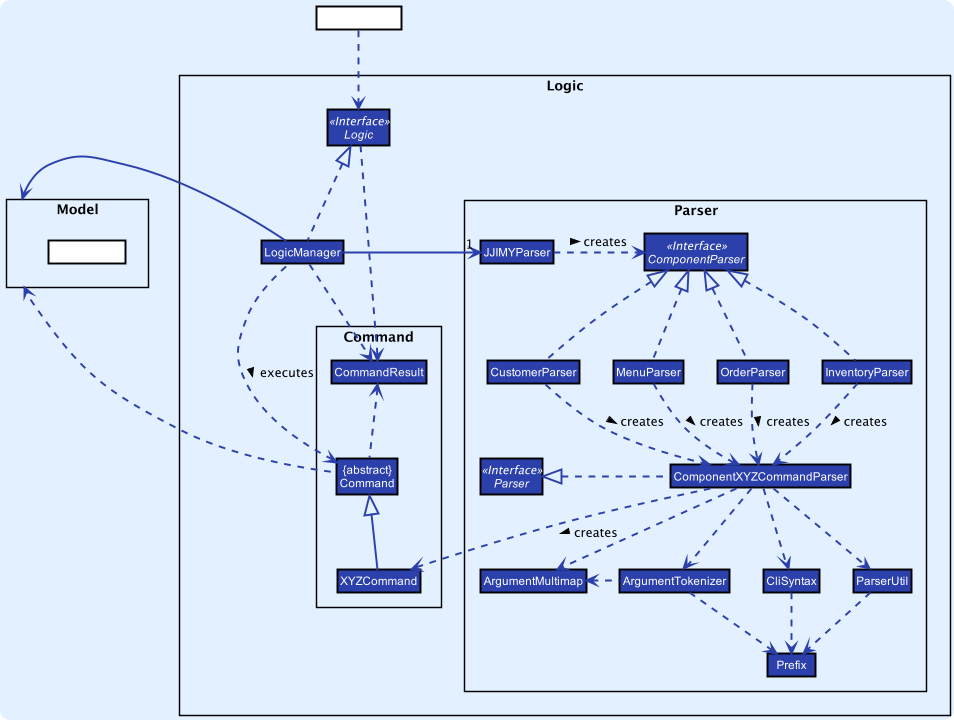 Logic
«Interface»
Logic
Model
Parser
LogicManager
1
JJIMYParser
creates
«Interface»
ComponentParser
Command
CommandResult
executes
CustomerParser
MenuParser
OrderParser
InventoryParser
creates
creates
creates
creates
{abstract}
Command
«Interface»
Parser
ComponentXYZCommandParser
creates
XYZCommand
ArgumentMultimap
ArgumentTokenizer
CliSyntax
ParserUtil
Prefix